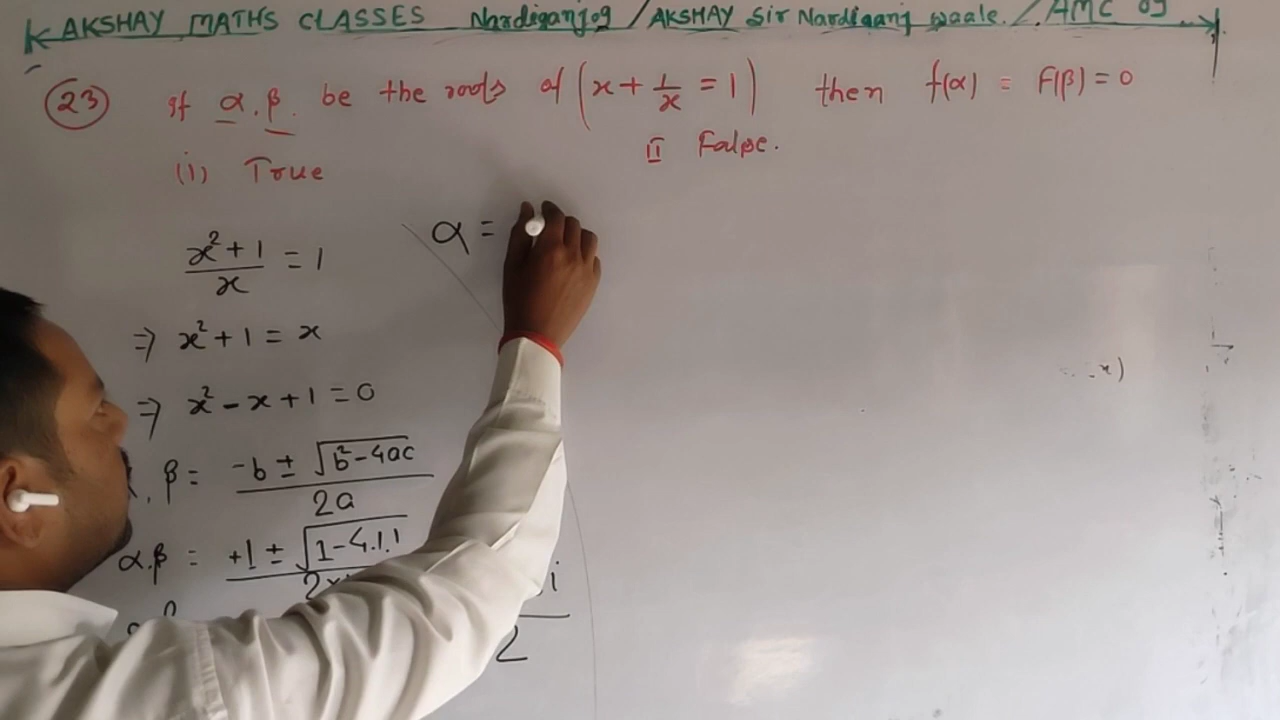 AKSHAY MATHS CLASSES Nardiganjog / AKSHAY Sir Nardiganj waale. / AMC 09
(23) If α, β. be the roots of (x + 1/x = 1) then f(α) = F(β) = 0
(i) True
II False.
x² + 1 / x = 1
⇒ x² + 1 = x
⇒ x² - x + 1 = 0
, β = -b ± √b² - 4ac / 2a
α.β = +1 ± √1 - 4.1.1 / 2×
i / 2
α =
x)